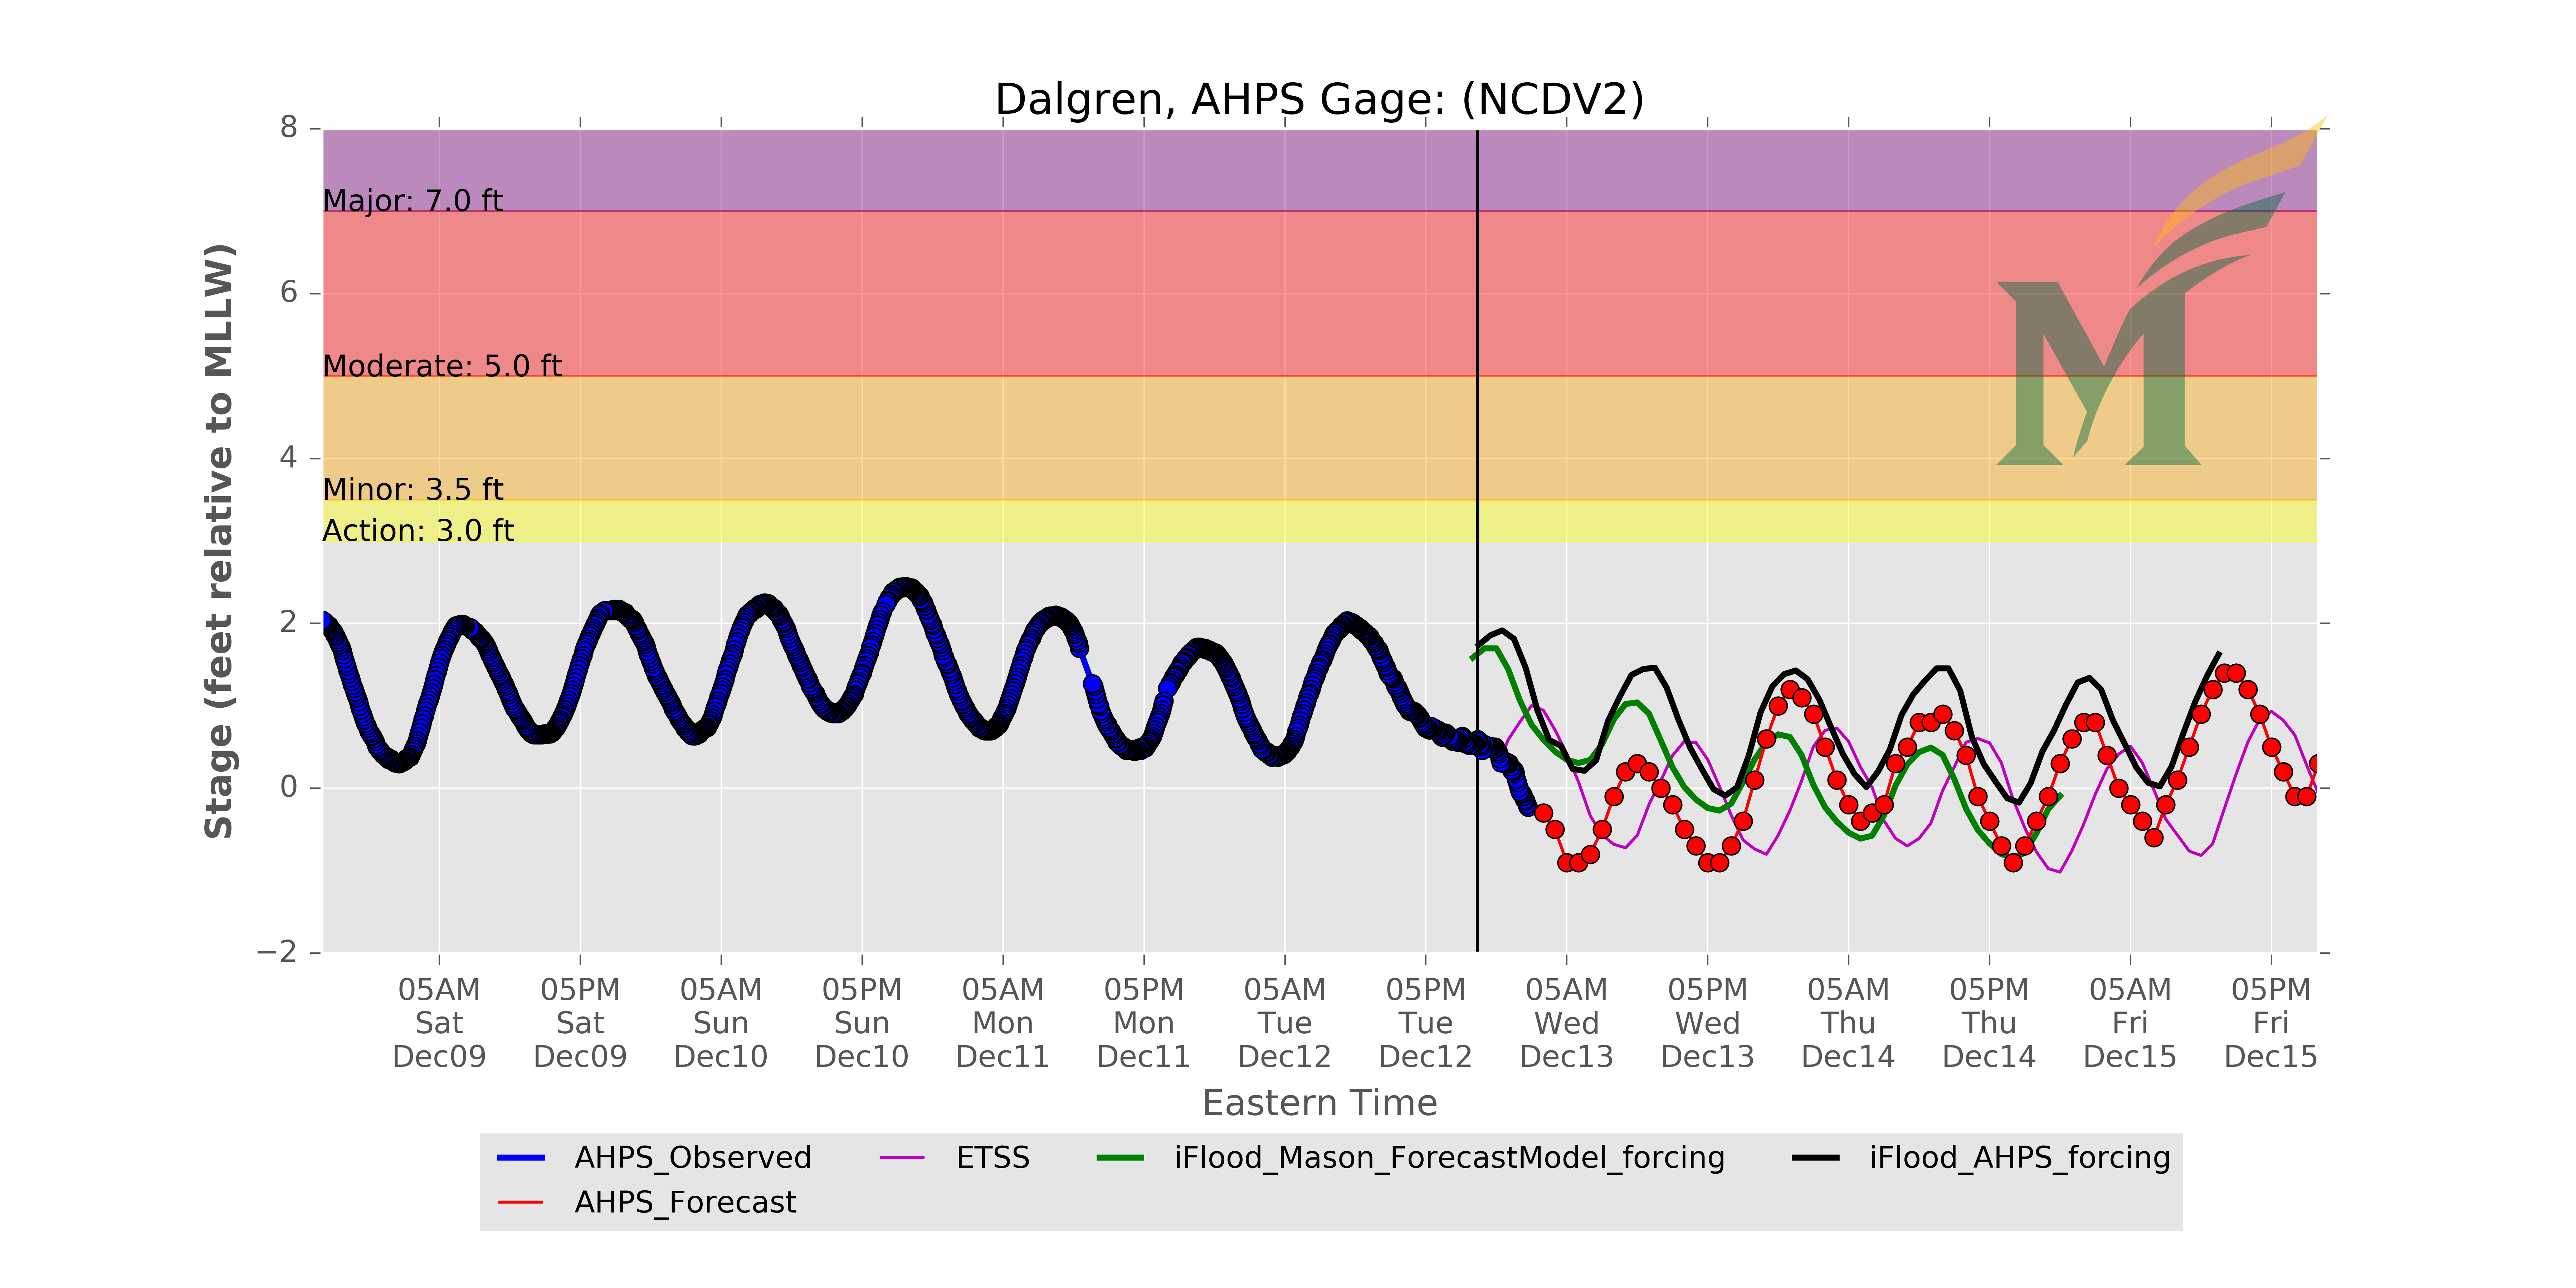 Dalgren, AHPS Gage: (NCDV2)
8
6
4
2
0
−2
Stage (feet relative to MLLW)
Major: 7.0 ft
Moderate: 5.0 ft
Minor: 3.5 ft
Action: 3.0 ft
M
05AM 05PM 05AM 05PM 05AM 05PM 05AM 05PM 05AM 05PM 05AM 05PM 05AM 05PM
Sat Sat Sun Sun Mon Mon Tue Tue Wed Wed Thu Thu Fri Fri
Dec09 Dec09 Dec10 Dec10 Dec11 Dec11 Dec12 Dec12 Dec13 Dec13 Dec14 Dec14 Dec15 Dec15
Eastern Time
AHPS_Observed ETSS iFlood_Mason_ForecastModel_forcing iFlood_AHPS_forcing
AHPS_Forecast